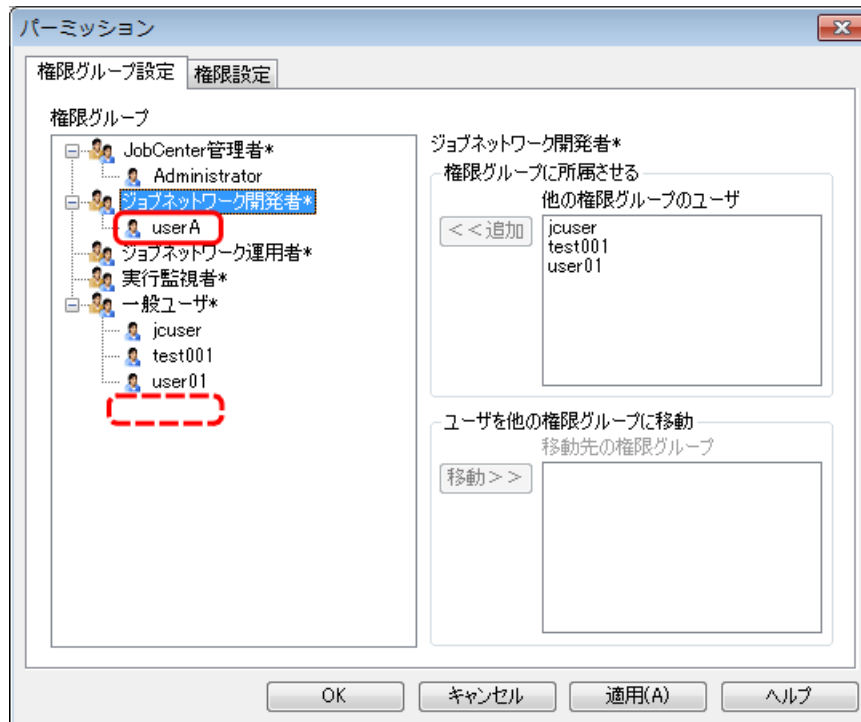 パーミッション
権限グループ設定
権限設定
権限グループ
JobCenter管理者*
Administrator
ジョブネットワーク開発者*
userA
ジョブネットワーク運用者*
実行監視者*
一般ユーザ*
jcuser
test001
user01
ジョブネットワーク開発者*
権限グループに所属させる
他の権限グループのユーザ
<<追加
jcuser
test001
user01
ユーザを他の権限グループに移動
移動先の権限グループ
移動>>
OK
キャンセル
適用(A)
ヘルプ